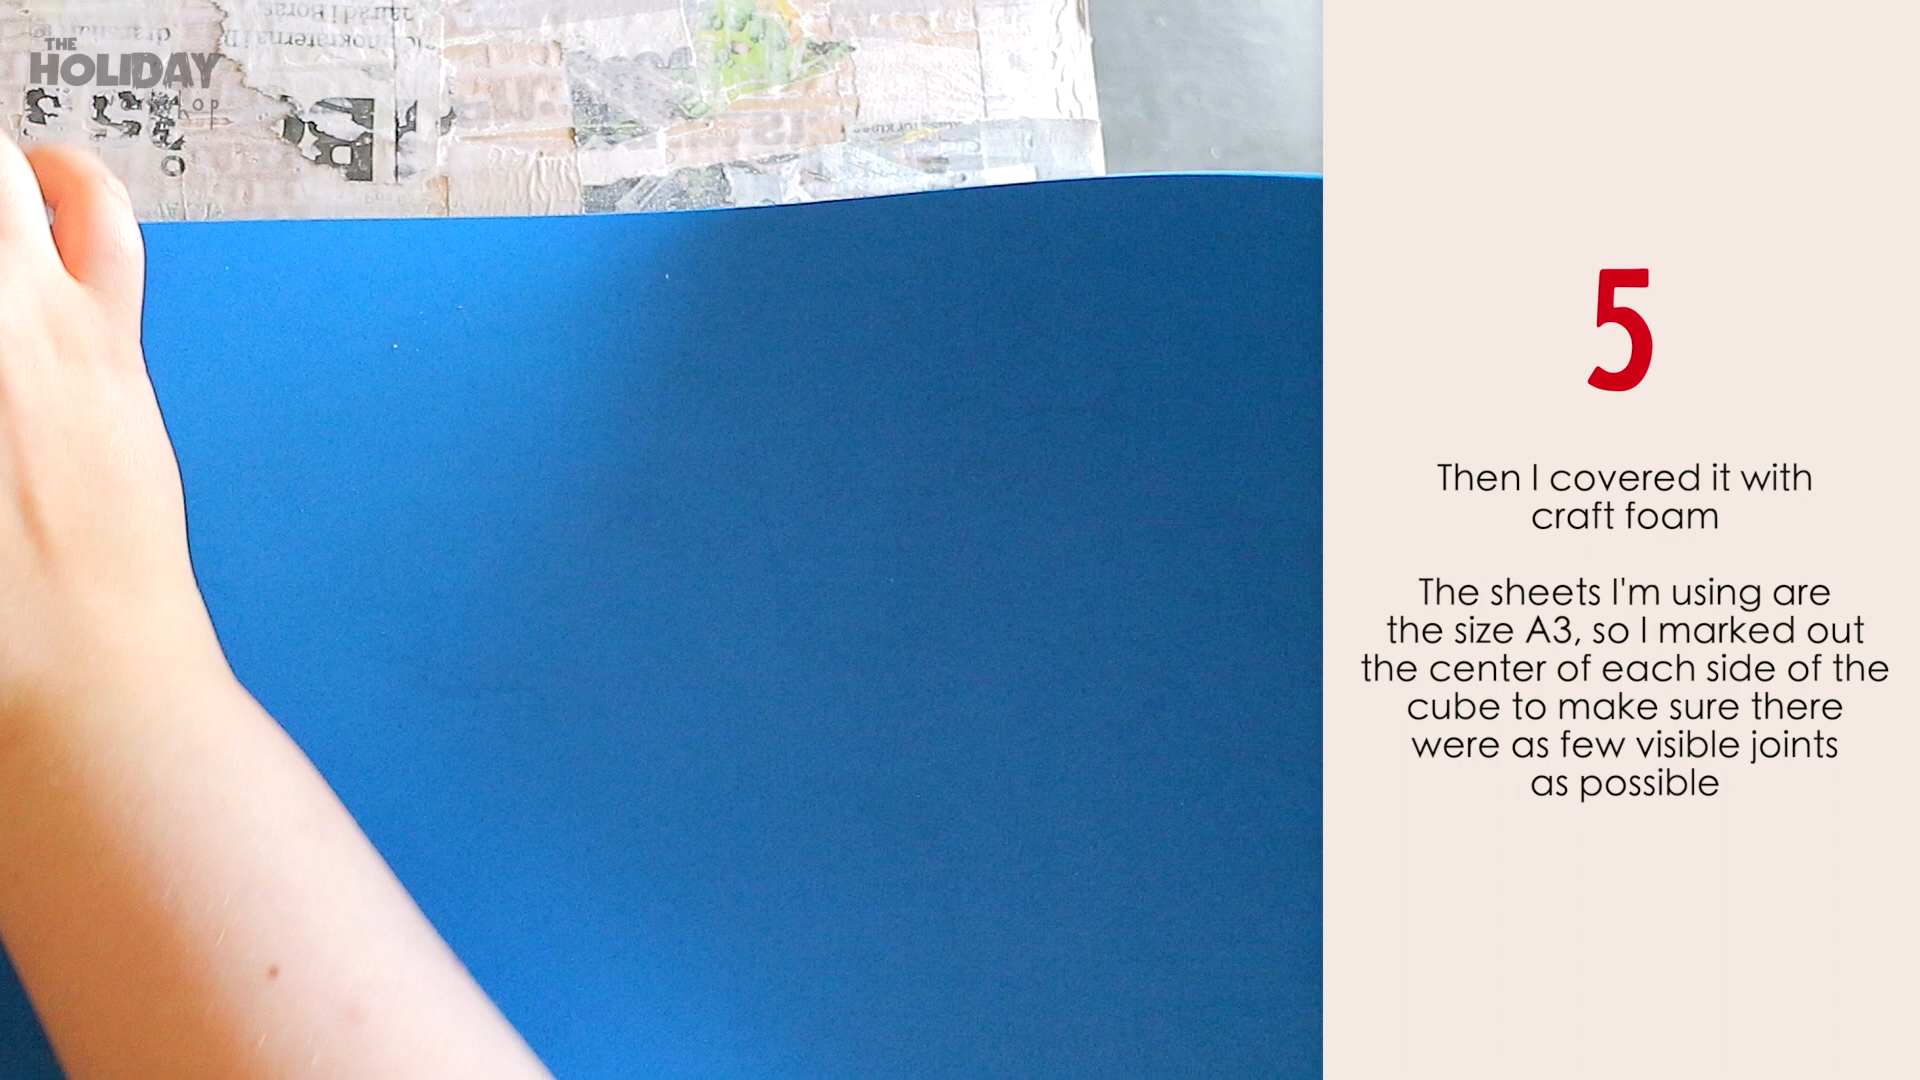 THE
HOLIDAY
workshop
5
Then I covered it with
craft foam
The sheets I'm using are
the size A3, so I marked out
the center of each side of the
cube to make sure there
were as few visible joints
as possible